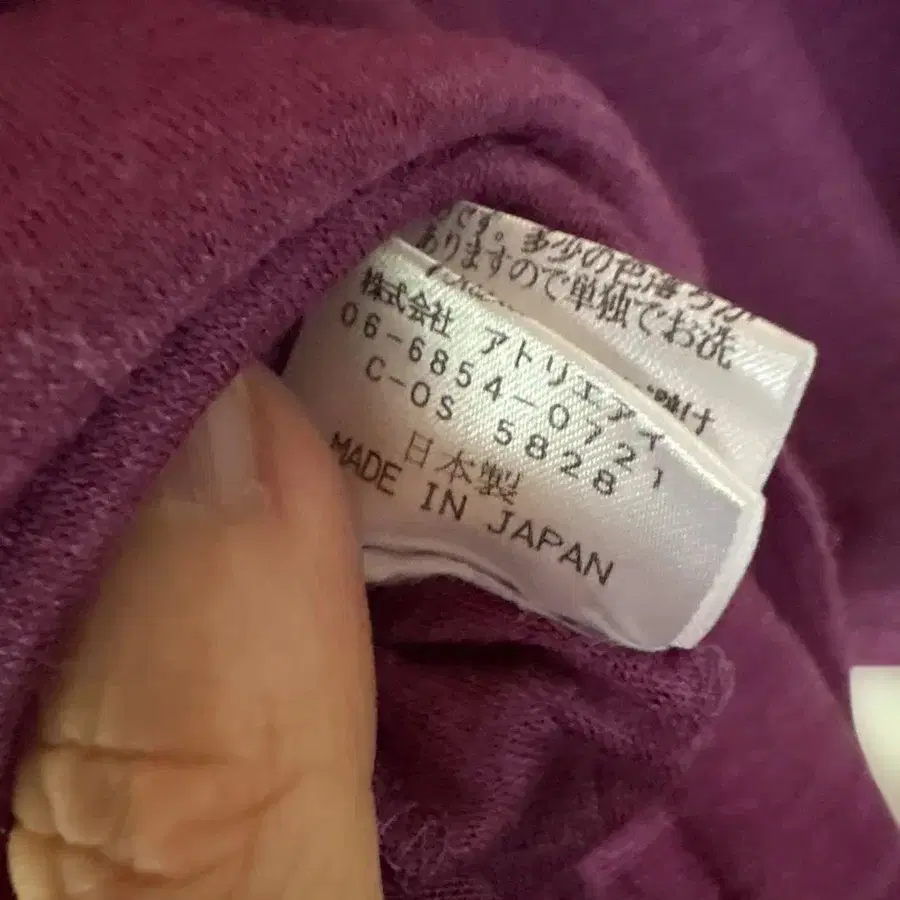 です。多少の色落ちが
ありますので単独でお洗
株式会社 アトリエアイ
06-6854-0721
C-OS 5828
日本製
MADE IN JAPAN